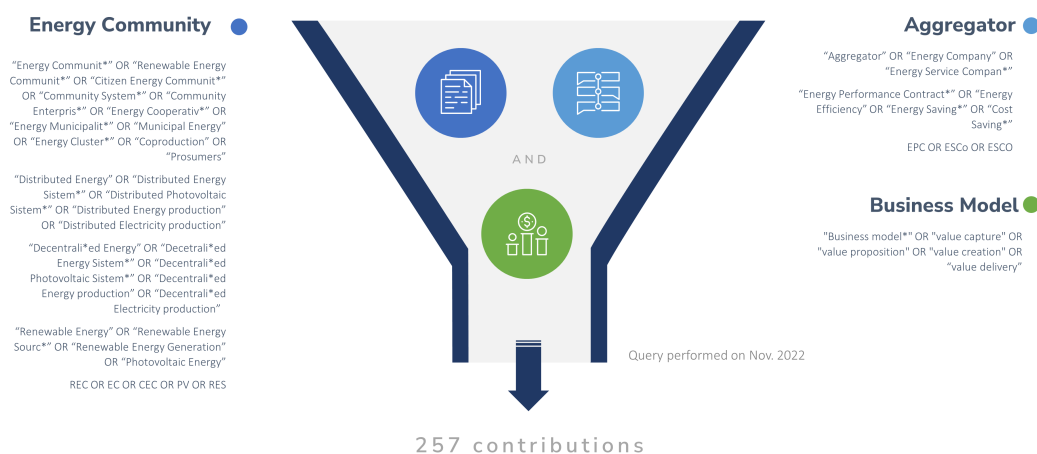 Energy Community
“Energy Communit*” OR “Renewable Energy
Communit*” OR “Citizen Energy Communit*”
OR “Community System*” OR “Community
Enterpris*” OR “Energy Cooperativ*” OR
“Energy Municipalit*” OR “Municipal Energy”
OR “Energy Cluster*” OR “Coproduction” OR
“Prosumers”
“Distributed Energy” OR “Distributed Energy
Sistem*” OR “Distributed Photovoltaic
Sistem*” OR “Distributed Energy production”
OR “Distributed Electricity production”
“Decentrali*ed Energy” OR “Decetrali*ed
Energy Sistem*” OR “Decentrali*ed
Photovoltaic Sistem*” OR “Decentrali*ed
Energy production” OR “Decentrali*ed
Electricity production”
“Renewable Energy” OR “Renewable Energy
Sourc*” OR “Renewable Energy Generation”
OR “Photovoltaic Energy”
REC OR EC OR CEC OR PV OR RES
AND
$
Aggregator
“Aggregator” OR “Energy Company” OR
“Energy Service Compan*”
“Energy Performance Contract*” OR “Energy
Efficiency” OR “Energy Saving*” OR “Cost
Saving*”
EPC OR ESCo OR ESCO
Business Model
"Business model*" OR "value capture" OR
"value proposition" OR "value creation" OR
“value delivery”
Query performed on Nov. 2022
257 contributions